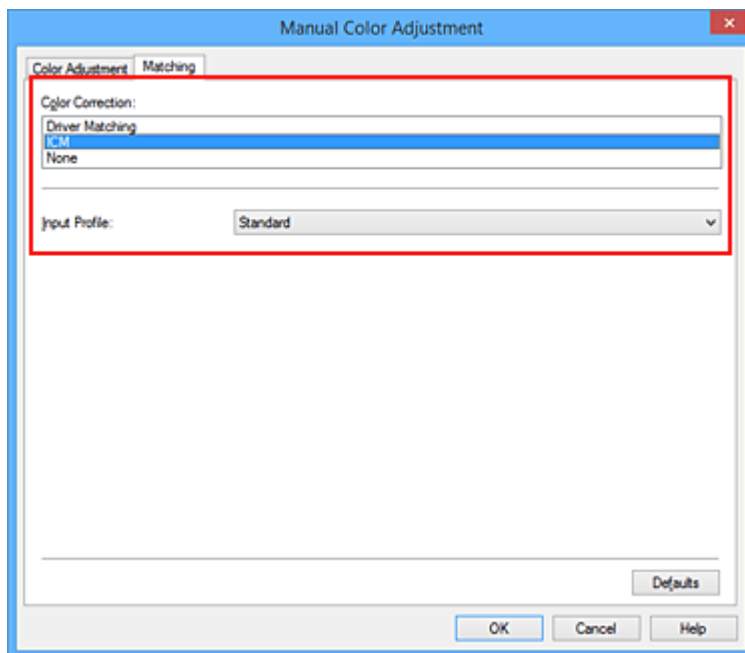 Manual Color Adjustment
Color Adjustment Matching
Color Correction:
Driver Matching
ICM
None
Input Profile: Standard
Defaults
OK Cancel Help